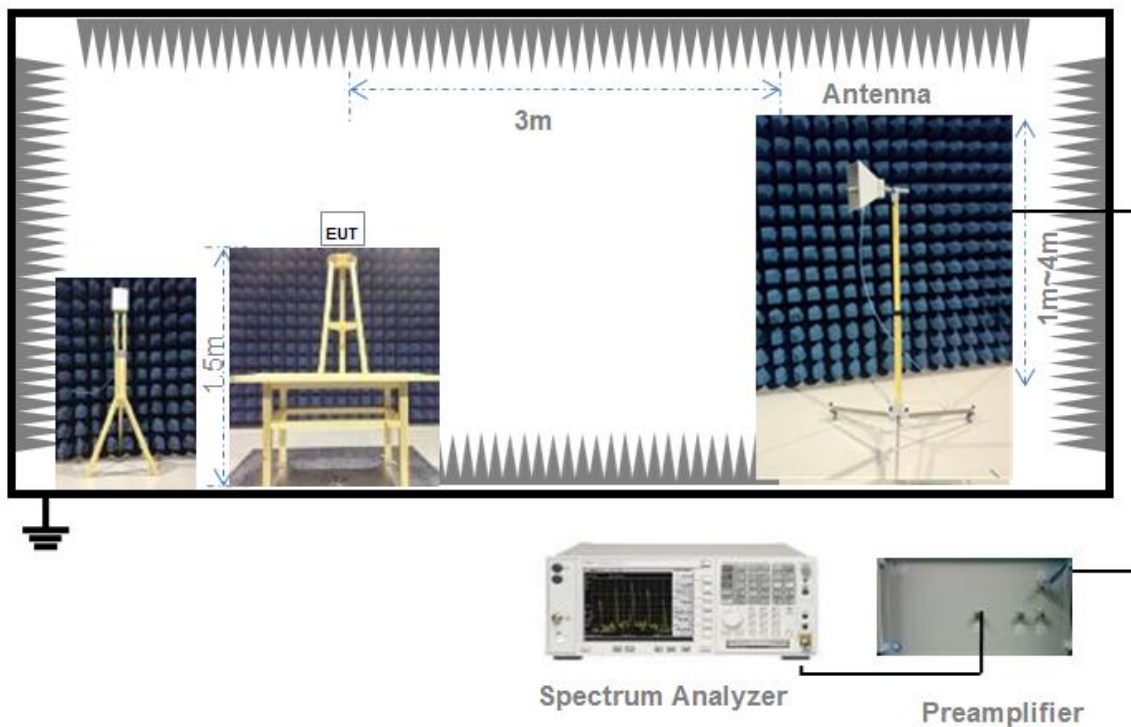 Antenna
3m
EUT
1.5m
1m~4m
Spectrum Analyzer
Preamplifier